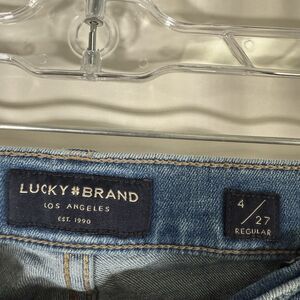 LUCKY BRAND
LOS ANGELES
EST. 1990
4/27
REGULAR